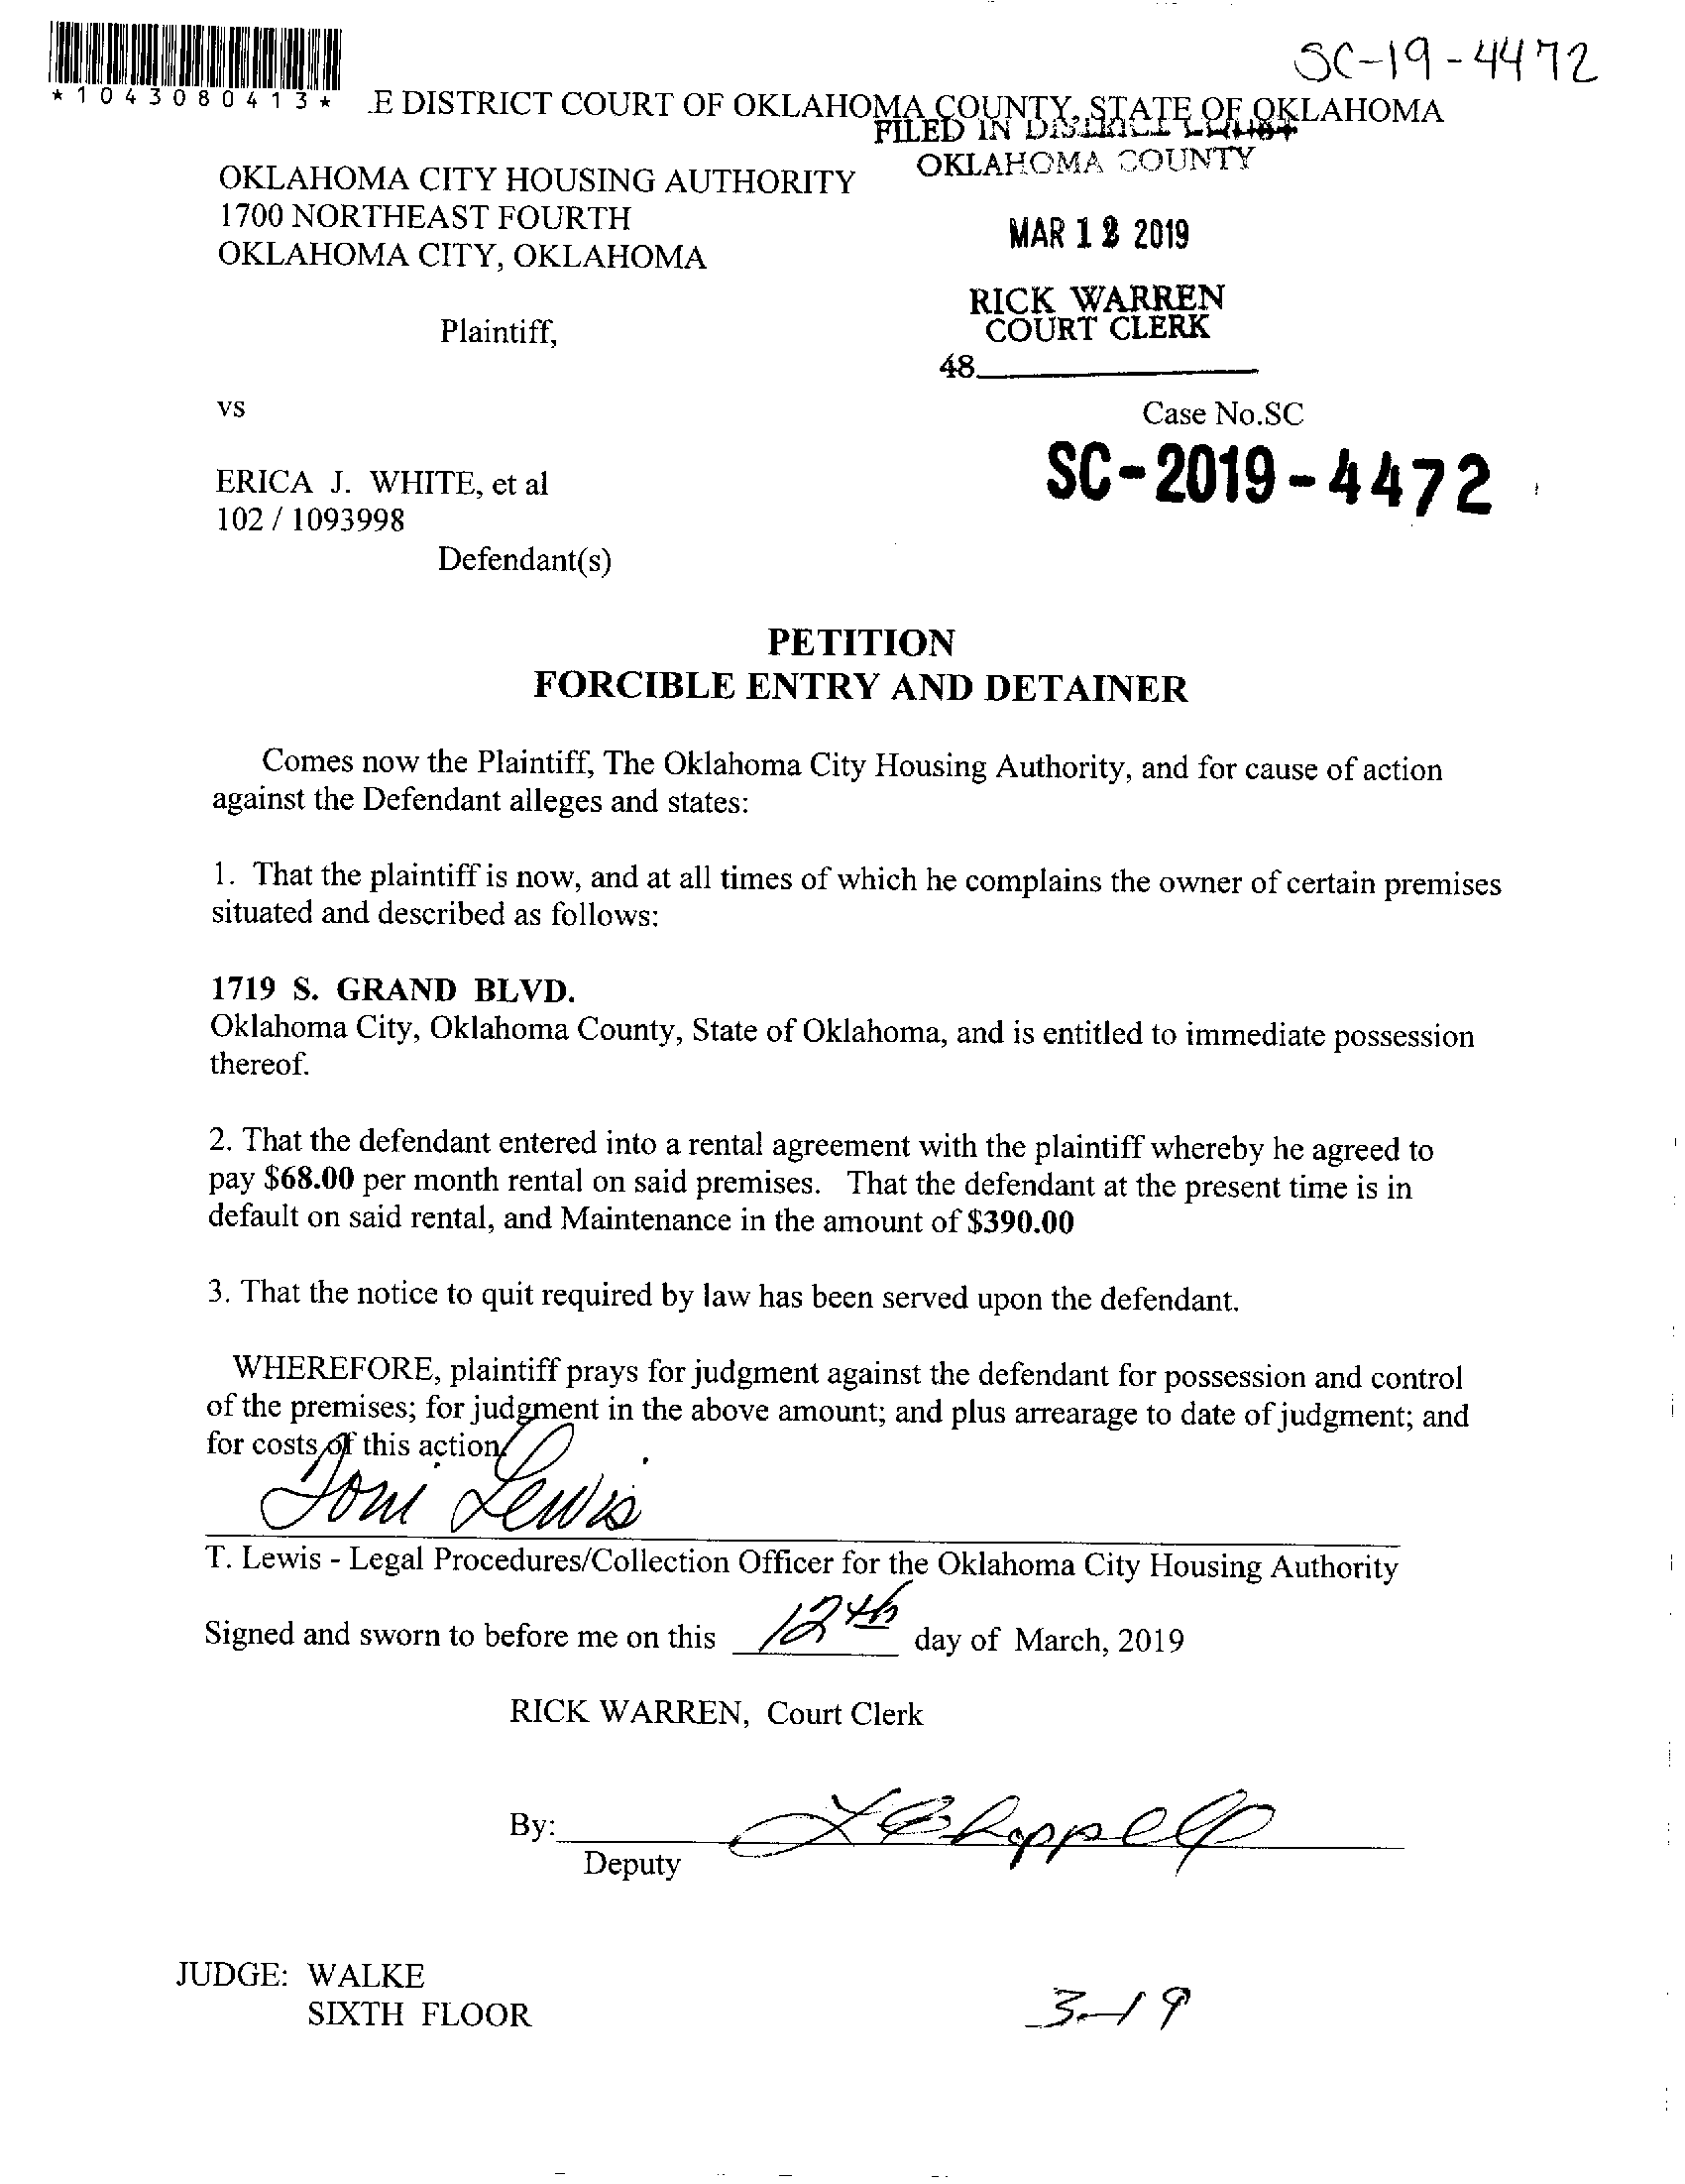 SC-19-4472
*1043080413*
E DISTRICT COURT OF OKLAHOMA COUNTY, STATE OF OKLAHOMA
FILED IN DISTRICT COURT
OKLAHOMA COUNTY
OKLAHOMA CITY HOUSING AUTHORITY
1700 NORTHEAST FOURTH
OKLAHOMA CITY, OKLAHOMA
MAR 12 2019
RICK WARREN
COURT CLERK
Plaintiff,
48
vs
Case No.SC
SC-2019-4472
ERICA J. WHITE, et al
102 / 1093998
Defendant(s)
PETITION
FORCIBLE ENTRY AND DETAINER
Comes now the Plaintiff, The Oklahoma City Housing Authority, and for cause of action
against the Defendant alleges and states:
1. That the plaintiff is now, and at all times of which he complains the owner of certain premises
situated and described as follows:
1719 S. GRAND BLVD.
Oklahoma City, Oklahoma County, State of Oklahoma, and is entitled to immediate possession
thereof.
2. That the defendant entered into a rental agreement with the plaintiff whereby he agreed to
pay $68.00 per month rental on said premises. That the defendant at the present time is in
default on said rental, and Maintenance in the amount of $390.00
3. That the notice to quit required by law has been served upon the defendant.
WHEREFORE, plaintiff prays for judgment against the defendant for possession and control
of the premises; for judgment in the above amount; and plus arrearage to date of judgment; and
for costs of this action.
Toni Lewis
T. Lewis - Legal Procedures/Collection Officer for the Oklahoma City Housing Authority
Signed and sworn to before me on this 12th day of March, 2019
RICK WARREN, Court Clerk
By: Chappell
Deputy
JUDGE: WALKE
SIXTH FLOOR
3-19